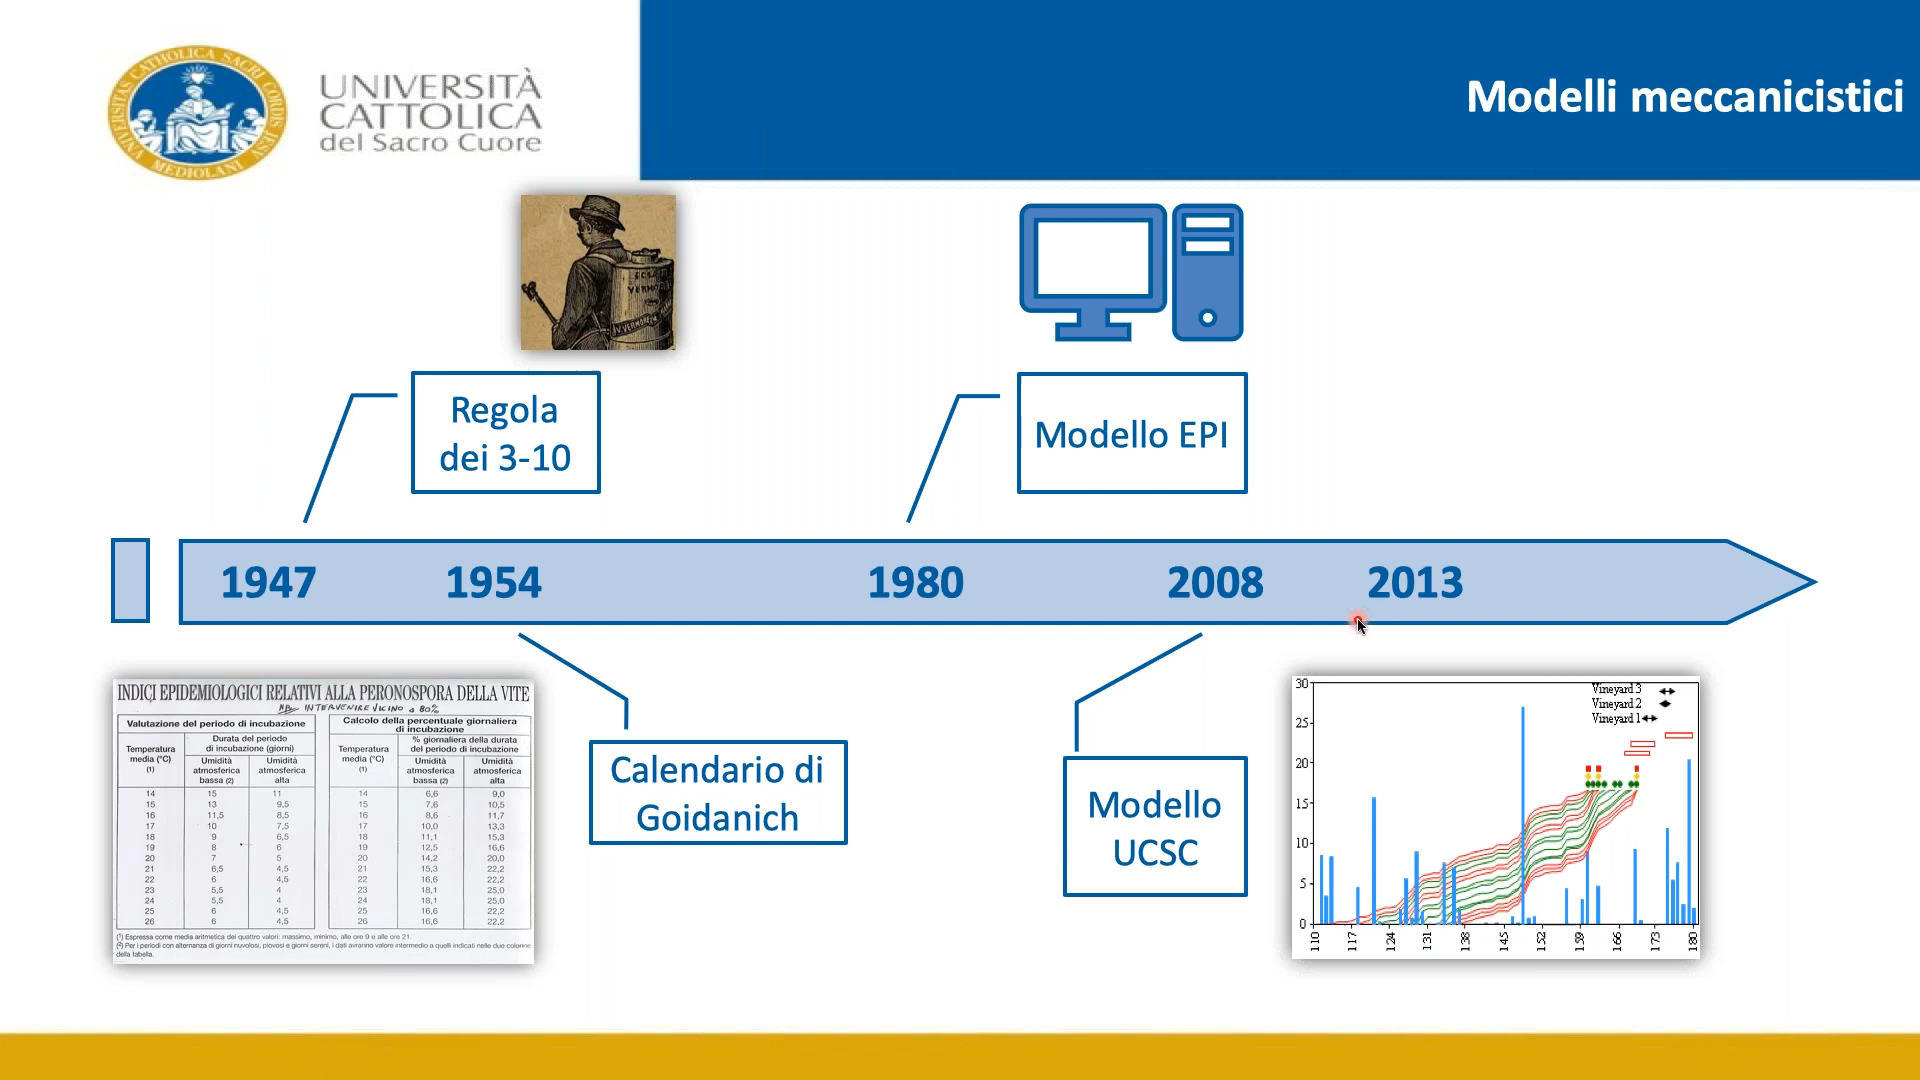 UNIVERSITÀ
CATTOLICA
del Sacro Cuore
Modelli meccanicistici
Regola
dei 3-10
Modello EPI
1947 1954 1980 2008 2013
Calendario di
Goidanich
Modello
UCSC
INDICI EPIDEMIOLOGICI RELATIVI ALLA PERONOSPORA DELLA VITE
INTERVENIRE VICINO a 80%
Valutazione del periodo di incubazione
Temperatura
media (°C)
(1)
Durata del periodo
di incubazione (giorni)
Umidità
atmosferica
bassa (2)
Umidità
atmosferica
alta
14 15 11
15 13 9,5
16 11,5 8,5
17 10 7,5
18 9 6,5
19 8 6
20 7 5
21 6,5 4,5
22 6 4,5
23 5,5 4
24 5,5 4
25 6 4,5
26 6 4,5
Calcolo della percentuale giornaliera
di incubazione
Temperatura
media (°C)
(1)
% giornaliera della durata
del periodo di incubazione
Umidità
atmosferica
bassa (2)
Umidità
atmosferica
alta
14 6,6 9,0
15 7,6 10,5
16 8,6 11,7
17 10,0 13,3
18 11,1 15,3
19 12,5 16,6
20 14,2 20,0
21 15,3 22,2
22 16,6 22,2
23 18,1 25,0
24 18,1 25,0
25 16,6 22,2
26 16,6 22,2
(1) Espressa come media aritmetica dei quattro valori: massimo, minimo, alle ore 9 e alle ore 21.
(2) Per i periodi con alternanza di giorni nuvolosi, piovosi e giorni sereni, i dati avranno valore intermedio a quelli indicati nelle due colonne
della tabella.
Vineyard 3
Vineyard 2
Vineyard 1
30
25
20
15
10
5
0
110 117 124 131 138 145 152 159 166 173 180